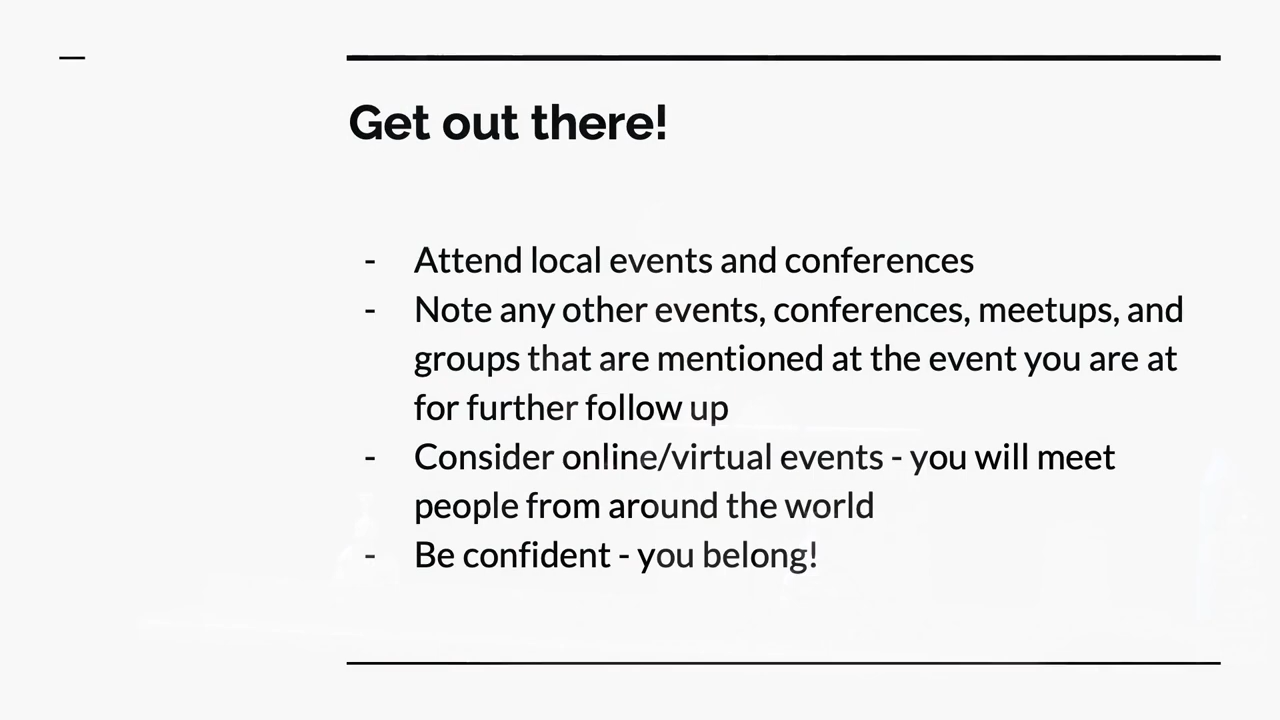 Get out there!
- Attend local events and conferences
- Note any other events, conferences, meetups, and
groups that are mentioned at the event you are at
for further follow up
- Consider online/virtual events - you will meet
people from around the world
- Be confident - you belong!